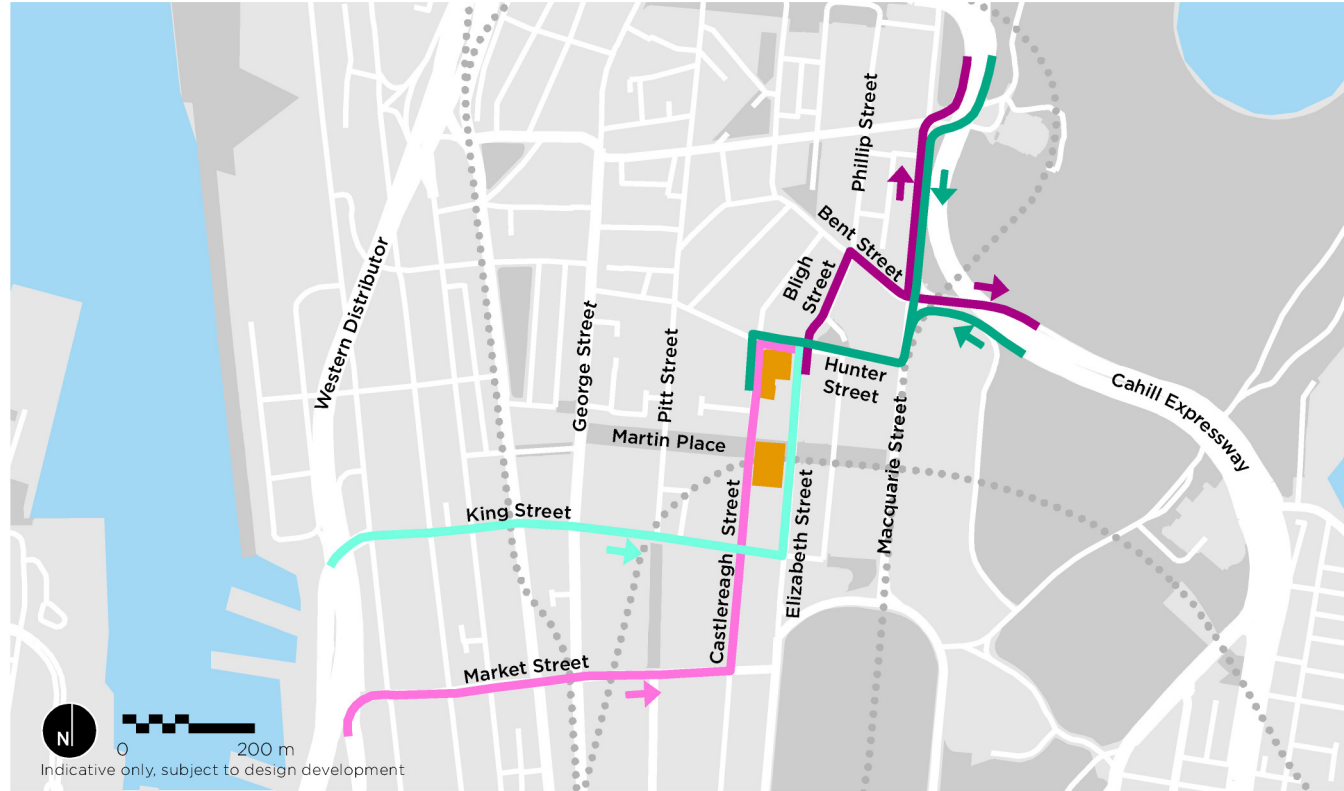 Phillip Street
Bent Street
Bligh
Street
Western Distributor
George Street
Pitt Street
Hunter
Street
Cahill Expressway
Martin Place
Macquarie Street
King Street
Castlereagh Street
Elizabeth Street
Market Street
N
0 200 m
Indicative only, subject to design development